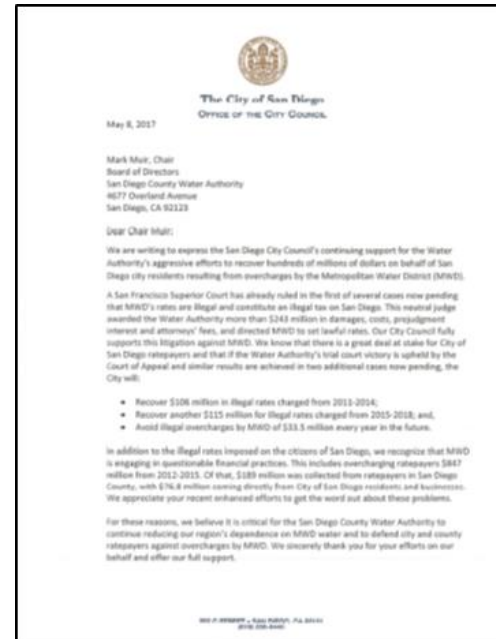 The City of San Diego
OFFICE OF THE CITY COUNCIL
May 8, 2017
Mark Muir, Chair
Board of Directors
San Diego County Water Authority
4677 Overland Avenue
San Diego, CA 92123
Dear Chair Muir:
We are writing to express the San Diego City Council's continuing support for the Water
Authority's aggressive efforts to recover hundreds of millions of dollars on behalf of San
Diego city residents resulting from overcharges by the Metropolitan Water District (MWD).
A San Francisco Superior Court has already ruled in the first of several cases now pending
that MWD's rates are illegal and constitute an illegal tax on San Diego. This neutral judge
awarded the Water Authority more than $243 million in damages, costs, prejudgment
interest and attorneys' fees, and directed MWD to set lawful rates. Our City Council fully
supports this litigation against MWD. We know that there is a great deal at stake for City of
San Diego ratepayers and that if the Water Authority's trial court victory is upheld by the
Court of Appeal and similar results are achieved in two additional cases now pending, the
City will:
• Recover $106 million in illegal rates charged from 2011-2014;
• Recover another $115 million for illegal rates charged from 2015-2018; and,
• Avoid illegal overcharges by MWD of $33.5 million every year in the future.
In addition to the illegal rates imposed on the citizens of San Diego, we recognize that MWD
is engaging in questionable financial practices. This includes overcharging ratepayers $847
million from 2012-2015. Of that, $189 million was collected from ratepayers in San Diego
County, with $76.8 million coming directly from City of San Diego residents and businesses.
We appreciate your recent enhanced efforts to get the word out about these problems.
For these reasons, we believe it is critical for the San Diego County Water Authority to
continue reducing our region's dependence on MWD water and to defend city and county
ratepayers against overcharges by MWD. We sincerely thank you for your efforts on our
behalf and offer our full support.